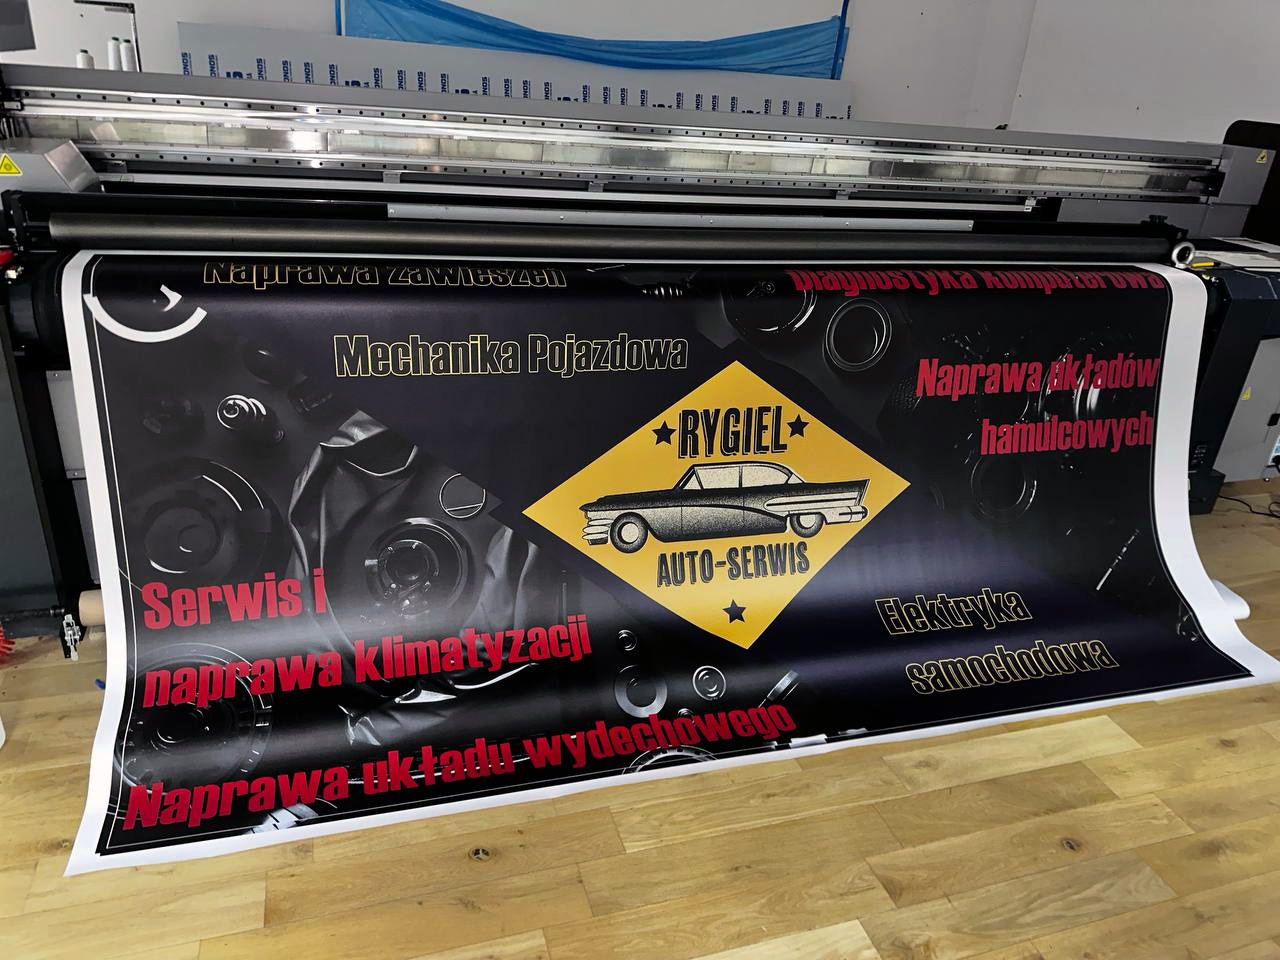 Naprawa zawieszeń
Diagnostyka komputerowa
Mechanika Pojazdowa
Naprawa układów
hamulcowych
RYGIEL
AUTO-SERWIS
Serwis i
naprawa klimatyzacji
Elektryka
samochodowa
Naprawa układu wydechowego